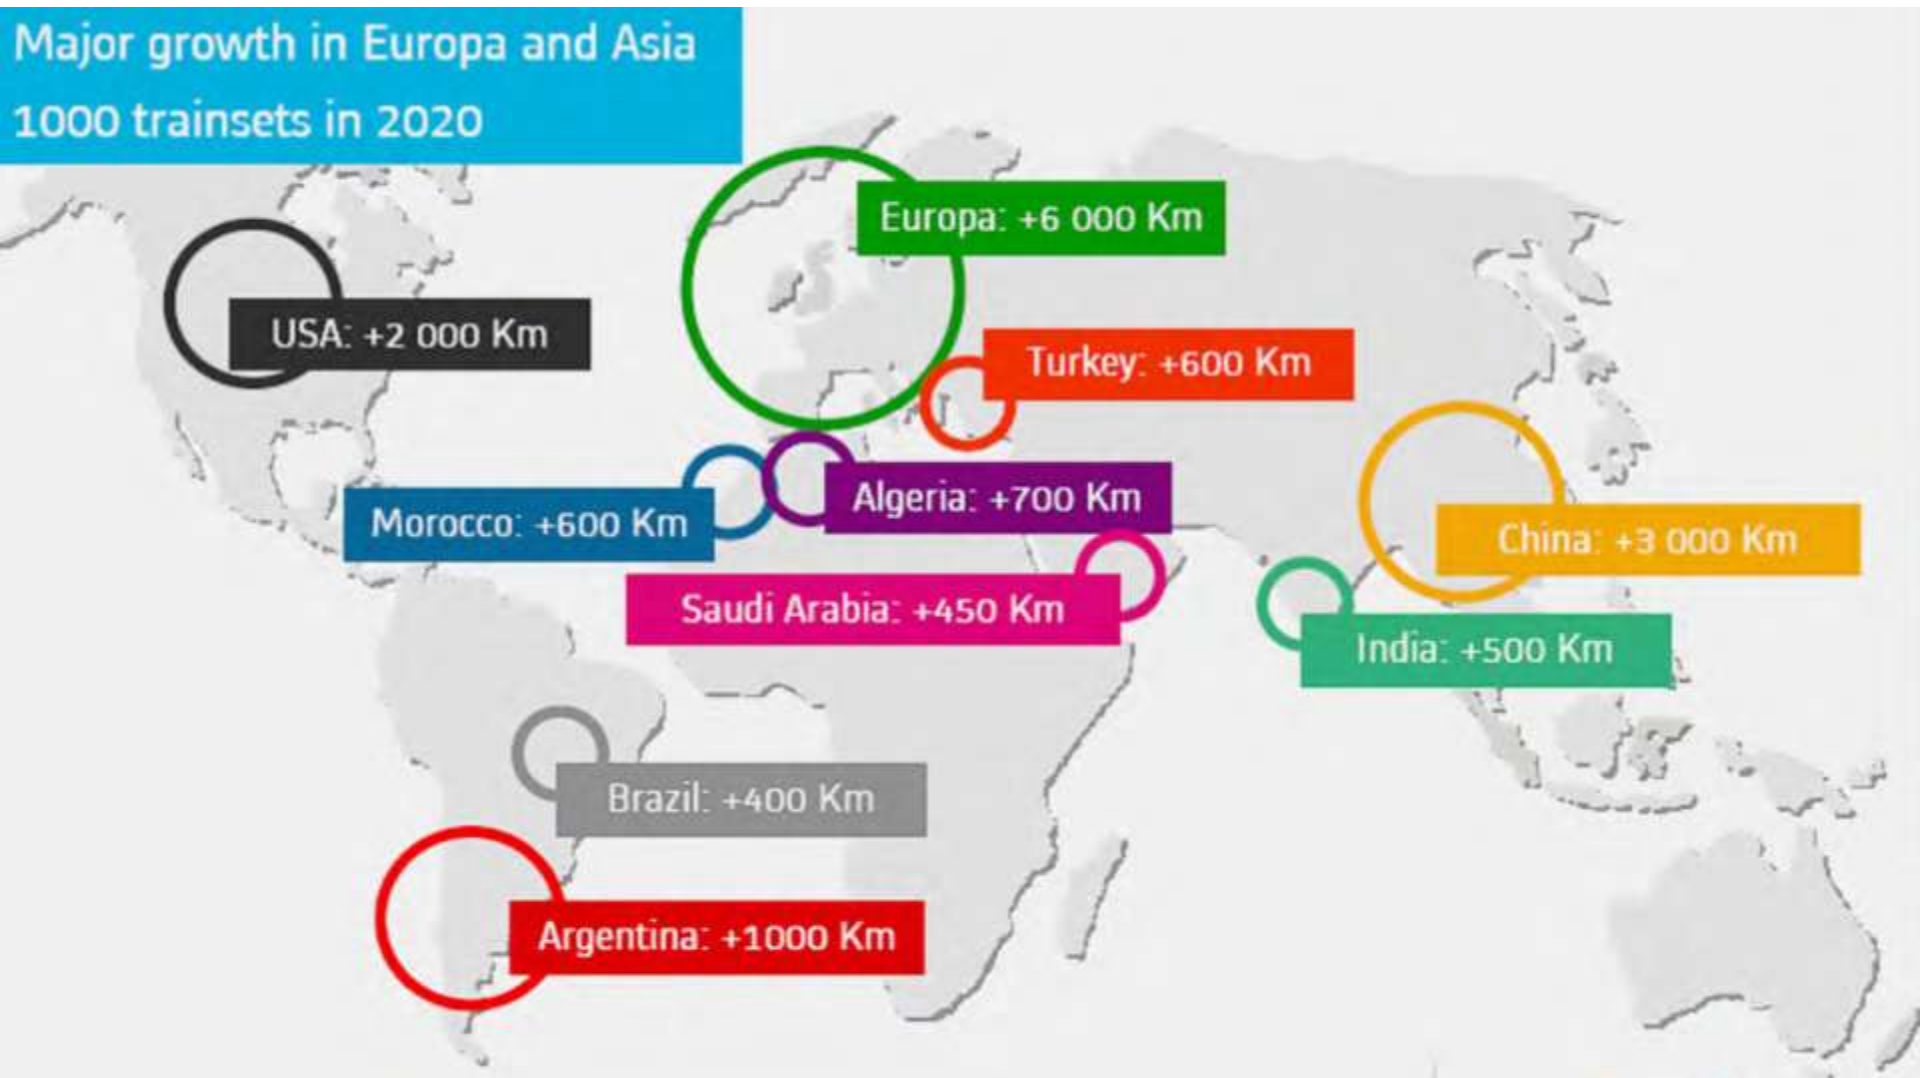 Major growth in Europa and Asia
1000 trainsets in 2020
Europa: +6 000 Km
USA: +2 000 Km
Turkey: +600 Km
Algeria: +700 Km
Morocco: +600 Km
China: +3 000 Km
Saudi Arabia: +450 Km
India: +500 Km
Brazil: +400 Km
Argentina: +1000 Km